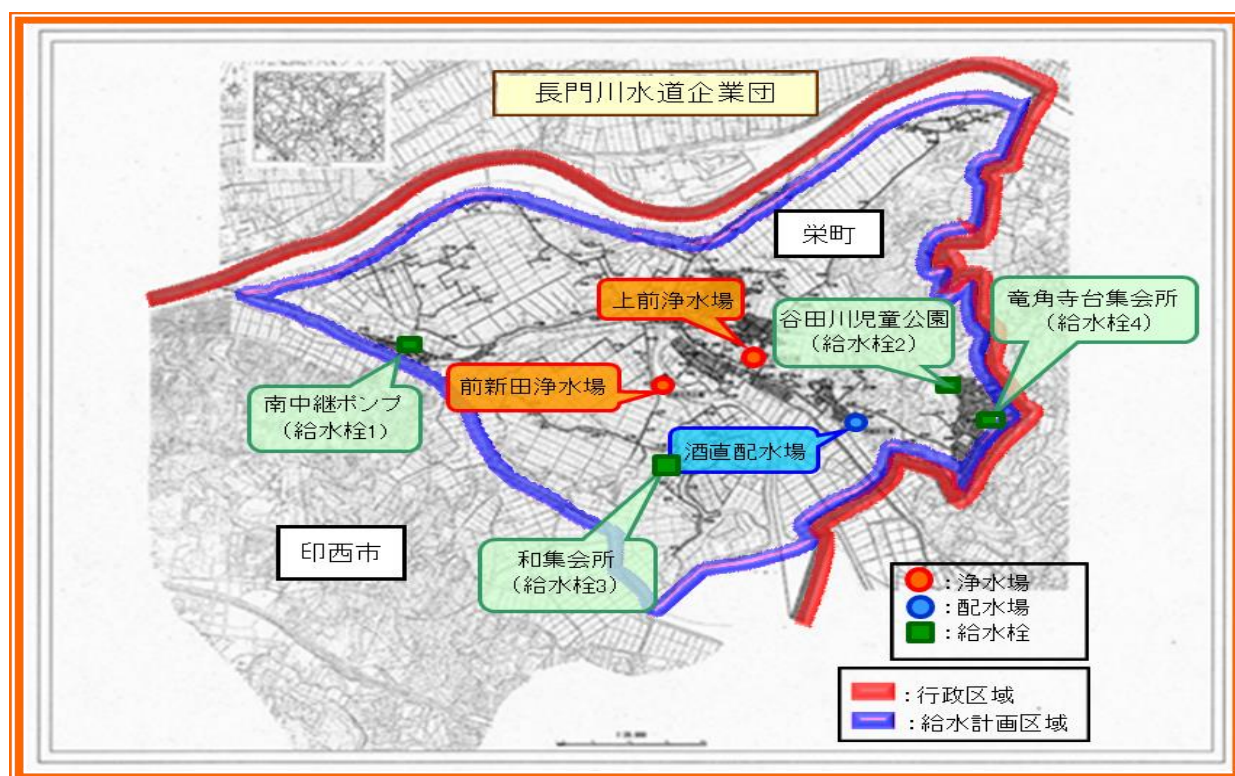 長門川水道企業団
栄町
竜角寺台集会所
(給水栓4)
谷田川児童公園
(給水栓2)
上前浄水場
前新田浄水場
南中継ポンプ
(給水栓1)
酒直配水場
和集会所
(給水栓3)
印西市
:浄水場
:配水場
:給水栓
:行政区域
:給水計画区域